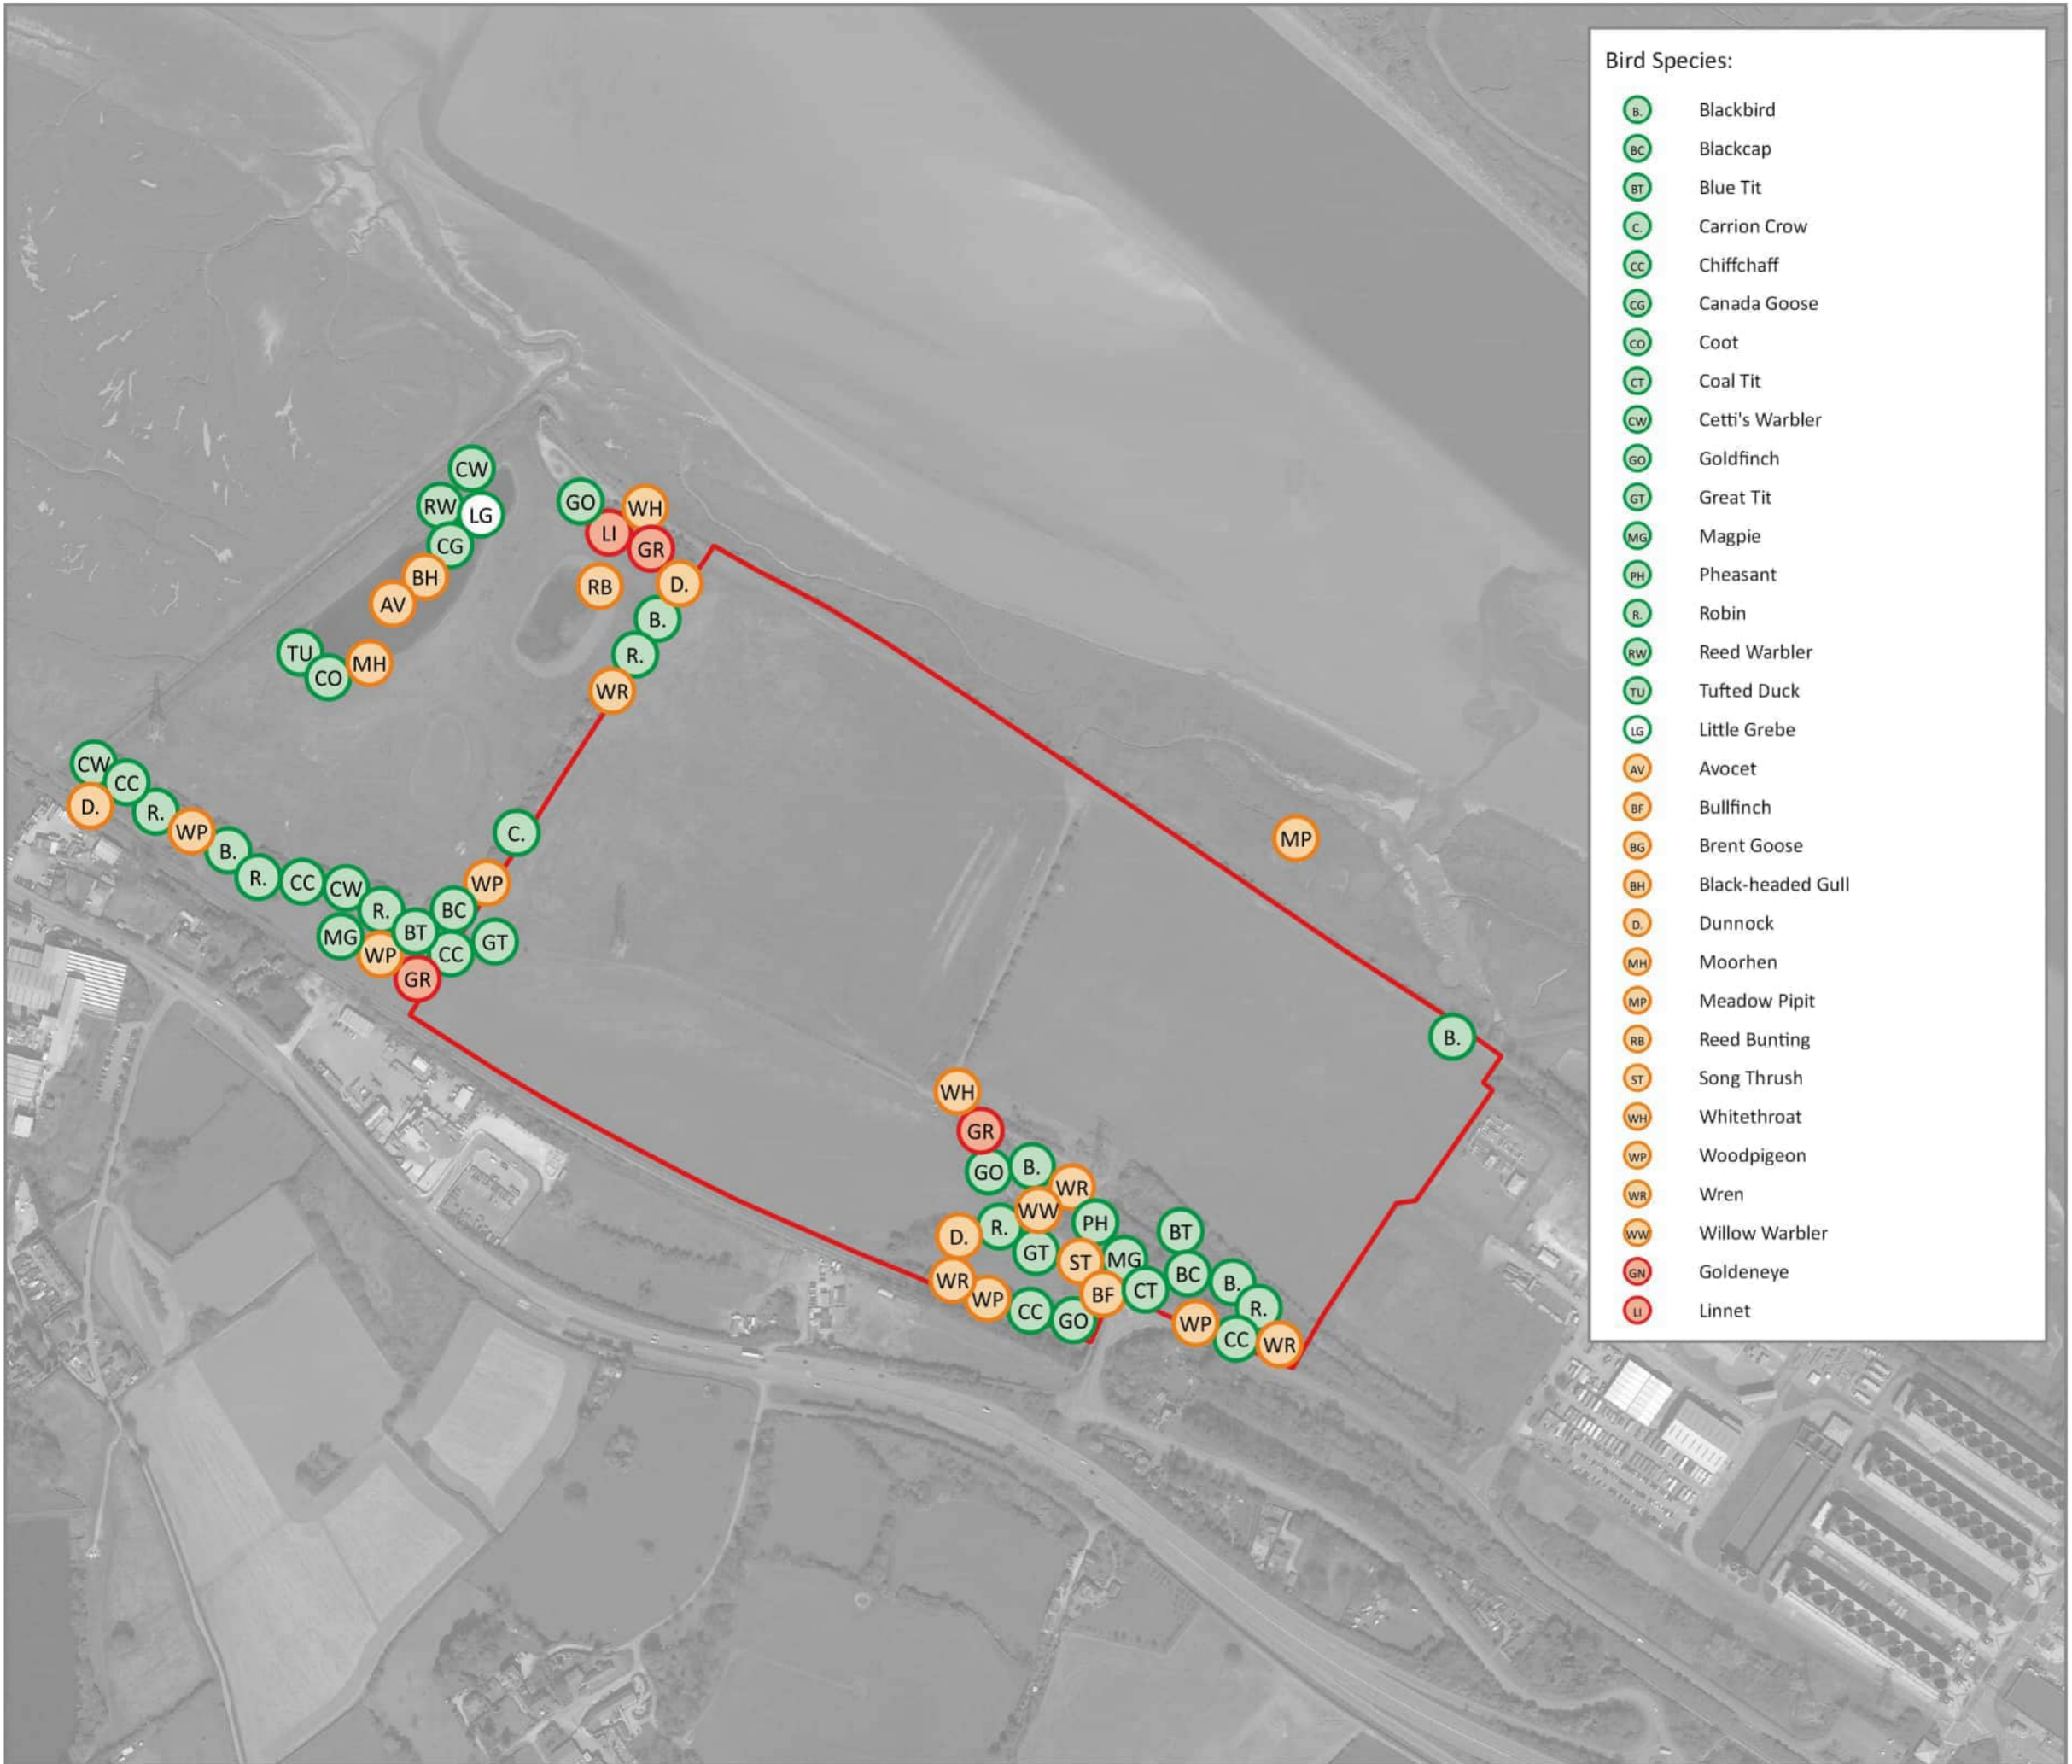 Bird Species:
B. Blackbird
BC Blackcap
BT Blue Tit
C. Carrion Crow
CC Chiffchaff
CG Canada Goose
CO Coot
CT Coal Tit
CW Cetti's Warbler
GO Goldfinch
GT Great Tit
MG Magpie
PH Pheasant
R. Robin
RW Reed Warbler
TU Tufted Duck
LG Little Grebe
AV Avocet
BF Bullfinch
BG Brent Goose
BH Black-headed Gull
D. Dunnock
MH Moorhen
MP Meadow Pipit
RB Reed Bunting
ST Song Thrush
WH Whitethroat
WP Woodpigeon
WR Wren
WW Willow Warbler
GN Goldeneye
LI Linnet
CW
RW
LG
CG
BH
AV
TU
CO
MH
GO
WH
LI
GR
RB
D.
B.
R.
WR
CW
CC
D.
R.
WP
B.
R.
CC
CW
R.
MG
WP
BT
BC
CC
GT
GR
WP
C.
MP
B.
WH
GR
GO
B.
WR
WW
D.
R.
PH
GT
ST
MG
BT
WR
WP
CC
GO
BF
CT
BC
B.
R.
WP
CC
WR